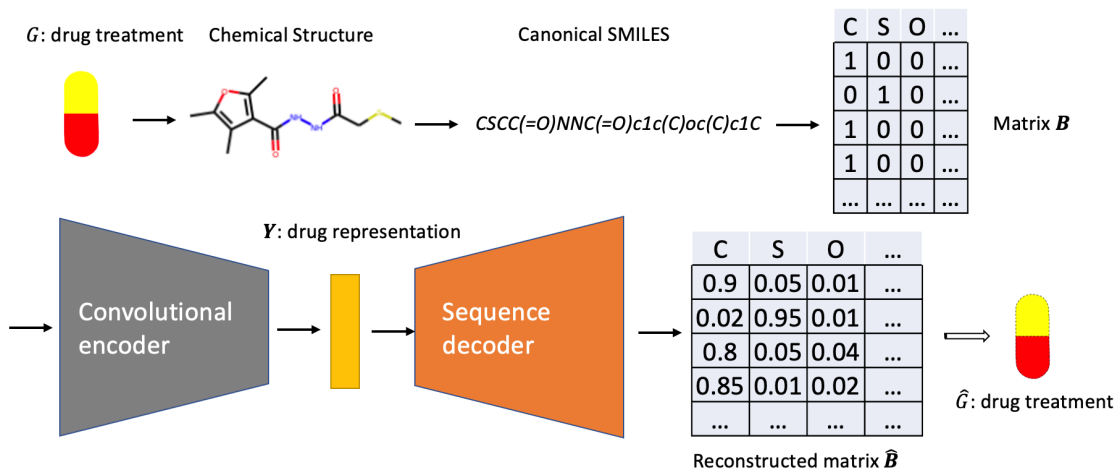 G: drug treatment
Chemical Structure
Canonical SMILES
O
NH
NH
O
O
S
CSCC(=O)NNC(=O)c1c(C)oc(C)c1C
C S O ...
1 0 0 ...
0 1 0 ...
1 0 0 ...
1 0 0 ...
... ... ... ...
Matrix B
Convolutional
encoder
Y: drug representation
Sequence
decoder
C S O ...
0.9 0.05 0.01 ...
0.02 0.95 0.01 ...
0.8 0.05 0.04 ...
0.85 0.01 0.02 ...
... ... ... ...
Reconstructed matrix B̂
Ĝ: drug treatment